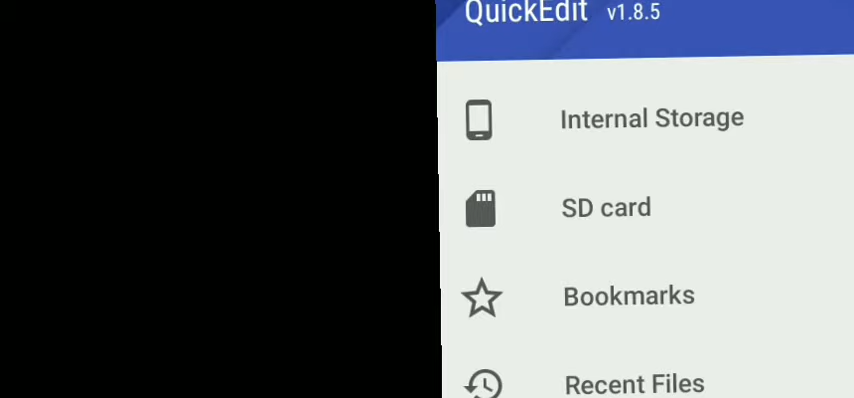 QuickEdit v1.8.5
Internal Storage
SD card
Bookmarks
Recent Files